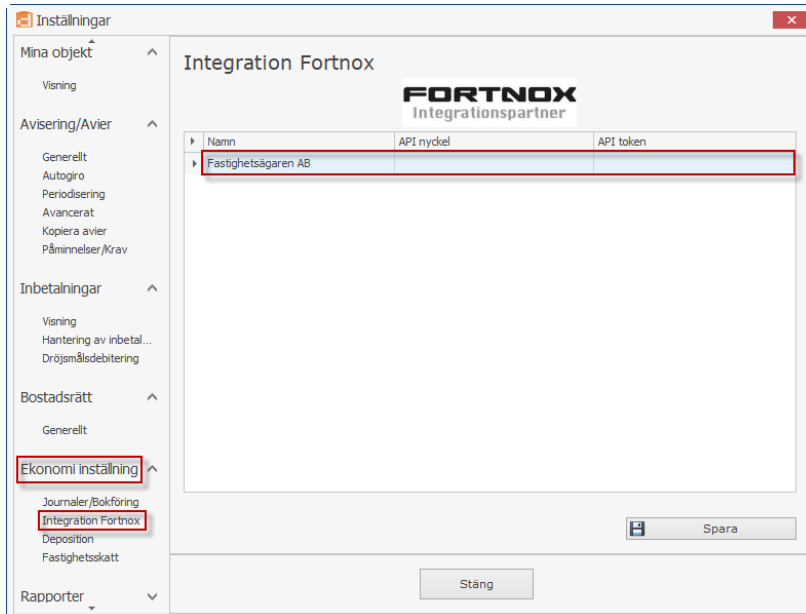 Inställningar
Mina objekt
Visning
Avisering/Avier
Generellt
Autogiro
Periodisering
Avancerat
Kopiera avier
Påminnelser/Krav
Inbetalningar
Visning
Hantering av inbetal...
Dröjsmålsdebitering
Bostadsrätt
Generellt
Ekonomi inställning
Journaler/Bokföring
Integration Fortnox
Deposition
Fastighetsskatt
Rapporter
Integration Fortnox
FORTNOX
Integrationspartner
Namn API nyckel API token
Fastighetsägaren AB
Spara
Stäng